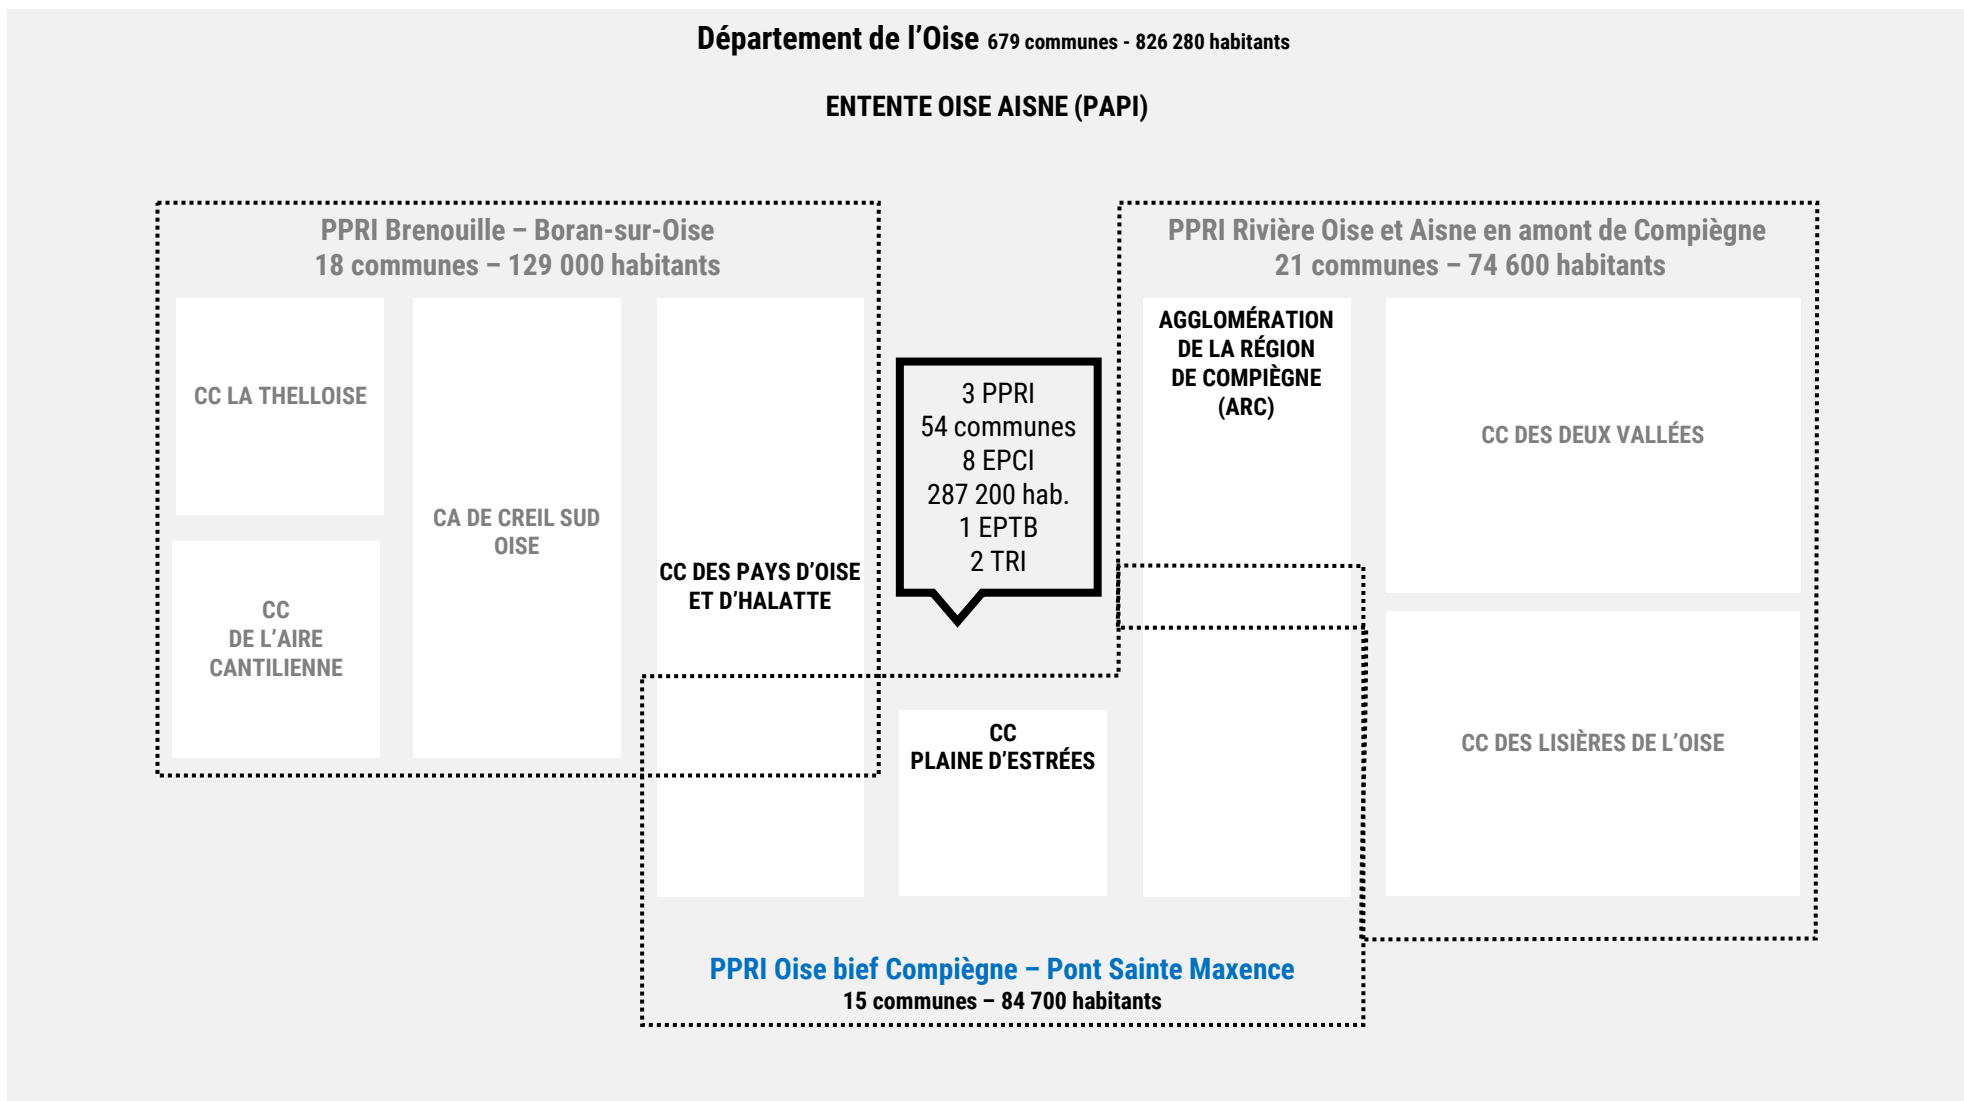 Département de l’Oise 679 communes - 826 280 habitants
ENTENTE OISE AISNE (PAPI)
PPRI Brenouille – Boran-sur-Oise
18 communes – 129 000 habitants
CC LA THELLOISE
CC
DE L’AIRE
CANTILIENNE
CA DE CREIL SUD
OISE
CC DES PAYS D’OISE
ET D’HALATTE
3 PPRI
54 communes
8 EPCI
287 200 hab.
1 EPTB
2 TRI
PPRI Rivière Oise et Aisne en amont de Compiègne
21 communes – 74 600 habitants
AGGLOMÉRATION
DE LA RÉGION
DE COMPIÈGNE
(ARC)
CC DES DEUX VALLÉES
CC DES LISIÈRES DE L’OISE
CC
PLAINE D’ESTRÉES
PPRI Oise bief Compiègne – Pont Sainte Maxence
15 communes – 84 700 habitants